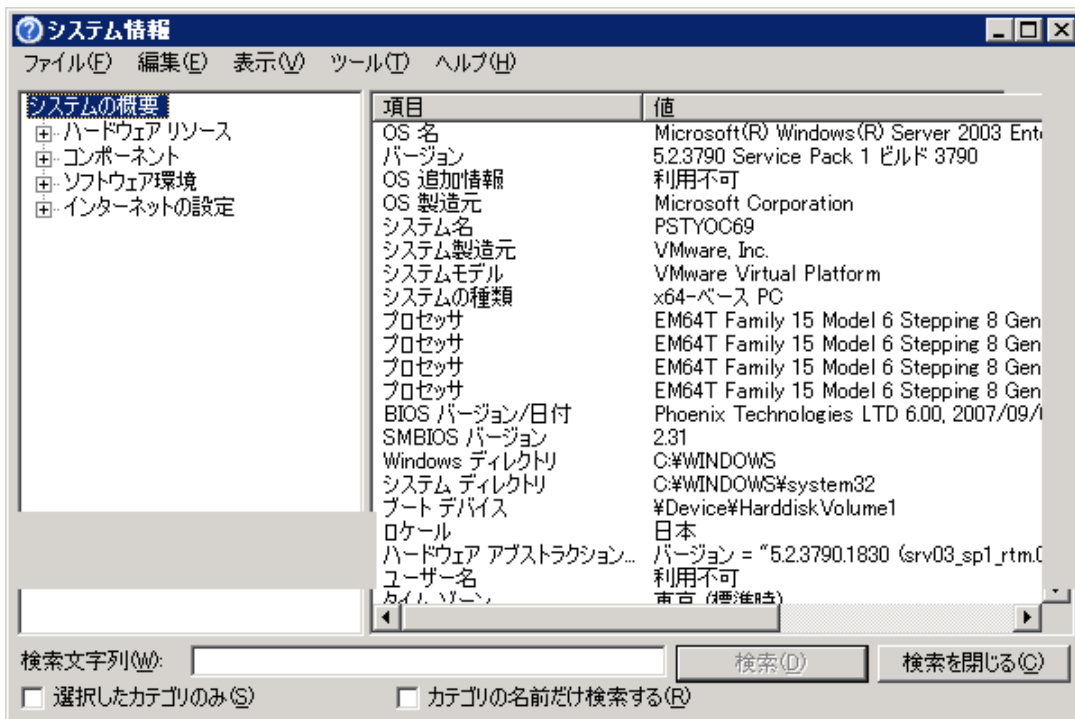 システム情報
ファイル(F) 編集(E) 表示(V) ツール(T) ヘルプ(H)
システムの概要
ハードウェア リソース
コンポーネント
ソフトウェア環境
インターネットの設定
項目 値
OS 名 Microsoft(R) Windows(R) Server 2003 Ente
バージョン 5.2.3790 Service Pack 1 ビルド 3790
OS 追加情報 利用不可
OS 製造元 Microsoft Corporation
システム名 PSTYOC69
システム製造元 VMware, Inc.
システムモデル VMware Virtual Platform
システムの種類 x64-ベース PC
プロセッサ EM64T Family 15 Model 6 Stepping 8 Gen
プロセッサ EM64T Family 15 Model 6 Stepping 8 Gen
プロセッサ EM64T Family 15 Model 6 Stepping 8 Gen
プロセッサ EM64T Family 15 Model 6 Stepping 8 Gen
BIOS バージョン/日付 Phoenix Technologies LTD 6.00, 2007/09/
SMBIOS バージョン 2.31
Windows ディレクトリ C:¥WINDOWS
システム ディレクトリ C:¥WINDOWS¥system32
ブート デバイス ¥Device¥HarddiskVolume1
ロケール 日本
ハードウェア アブストラクション... バージョン = "5.2.3790.1830 (srv03_sp1_rtm.0
ユーザー名 利用不可
タイム ゾーン 東京 (標準時)
検索文字列(W): 検索(D) 検索を閉じる(C)
選択したカテゴリのみ(S) カテゴリの名前だけ検索する(R)